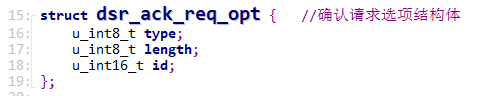 15: struct dsr_ack_req_opt {   //确认请求选项结构体
16:     u_int8_t type;
17:     u_int8_t length;
18:     u_int16_t id;
19: };
20: